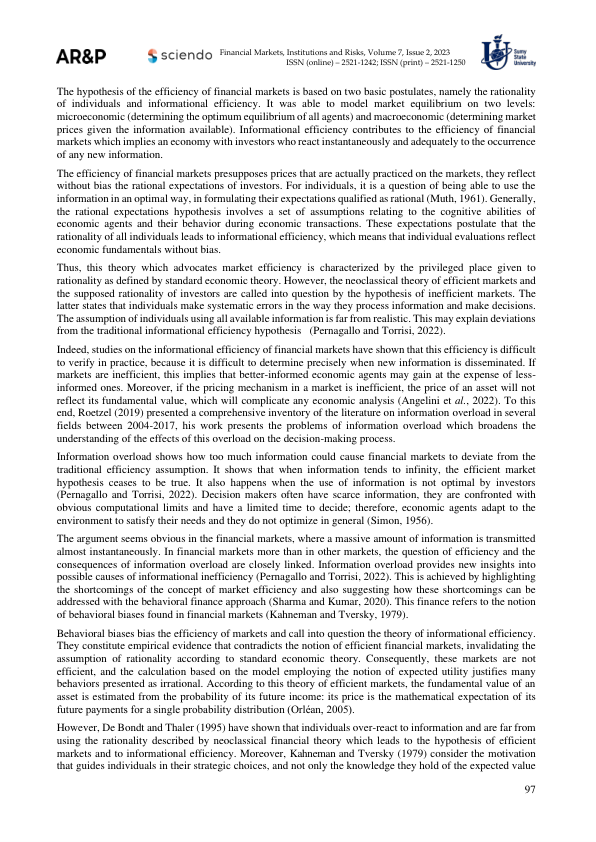 AR&P
sciendo
Financial Markets, Institutions and Risks, Volume 7, Issue 2, 2023
ISSN (online) – 2521-1242; ISSN (print) – 2521-1250
Sumy
State
University
The hypothesis of the efficiency of financial markets is based on two basic postulates, namely the rationality
of individuals and informational efficiency. It was able to model market equilibrium on two levels:
microeconomic (determining the optimum equilibrium of all agents) and macroeconomic (determining market
prices given the information available). Informational efficiency contributes to the efficiency of financial
markets which implies an economy with investors who react instantaneously and adequately to the occurrence
of any new information.
The efficiency of financial markets presupposes prices that are actually practiced on the markets, they reflect
without bias the rational expectations of investors. For individuals, it is a question of being able to use the
information in an optimal way, in formulating their expectations qualified as rational (Muth, 1961). Generally,
the rational expectations hypothesis involves a set of assumptions relating to the cognitive abilities of
economic agents and their behavior during economic transactions. These expectations postulate that the
rationality of all individuals leads to informational efficiency, which means that individual evaluations reflect
economic fundamentals without bias.
Thus, this theory which advocates market efficiency is characterized by the privileged place given to
rationality as defined by standard economic theory. However, the neoclassical theory of efficient markets and
the supposed rationality of investors are called into question by the hypothesis of inefficient markets. The
latter states that individuals make systematic errors in the way they process information and make decisions.
The assumption of individuals using all available information is far from realistic. This may explain deviations
from the traditional informational efficiency hypothesis (Pernagallo and Torrisi, 2022).
Indeed, studies on the informational efficiency of financial markets have shown that this efficiency is difficult
to verify in practice, because it is difficult to determine precisely when new information is disseminated. If
markets are inefficient, this implies that better-informed economic agents may gain at the expense of less-
informed ones. Moreover, if the pricing mechanism in a market is inefficient, the price of an asset will not
reflect its fundamental value, which will complicate any economic analysis (Angelini et al., 2022). To this
end, Roetzel (2019) presented a comprehensive inventory of the literature on information overload in several
fields between 2004-2017, his work presents the problems of information overload which broadens the
understanding of the effects of this overload on the decision-making process.
Information overload shows how too much information could cause financial markets to deviate from the
traditional efficiency assumption. It shows that when information tends to infinity, the efficient market
hypothesis ceases to be true. It also happens when the use of information is not optimal by investors
(Pernagallo and Torrisi, 2022). Decision makers often have scarce information, they are confronted with
obvious computational limits and have a limited time to decide; therefore, economic agents adapt to the
environment to satisfy their needs and they do not optimize in general (Simon, 1956).
The argument seems obvious in the financial markets, where a massive amount of information is transmitted
almost instantaneously. In financial markets more than in other markets, the question of efficiency and the
consequences of information overload are closely linked. Information overload provides new insights into
possible causes of informational inefficiency (Pernagallo and Torrisi, 2022). This is achieved by highlighting
the shortcomings of the concept of market efficiency and also suggesting how these shortcomings can be
addressed with the behavioral finance approach (Sharma and Kumar, 2020). This finance refers to the notion
of behavioral biases found in financial markets (Kahneman and Tversky, 1979).
Behavioral biases bias the efficiency of markets and call into question the theory of informational efficiency.
They constitute empirical evidence that contradicts the notion of efficient financial markets, invalidating the
assumption of rationality according to standard economic theory. Consequently, these markets are not
efficient, and the calculation based on the model employing the notion of expected utility justifies many
behaviors presented as irrational. According to this theory of efficient markets, the fundamental value of an
asset is estimated from the probability of its future income: its price is the mathematical expectation of its
future payments for a single probability distribution (Orléan, 2005).
However, De Bondt and Thaler (1995) have shown that individuals over-react to information and are far from
using the rationality described by neoclassical financial theory which leads to the hypothesis of efficient
markets and to informational efficiency. Moreover, Kahneman and Tversky (1979) consider the motivation
that guides individuals in their strategic choices, and not only the knowledge they hold of the expected value
97